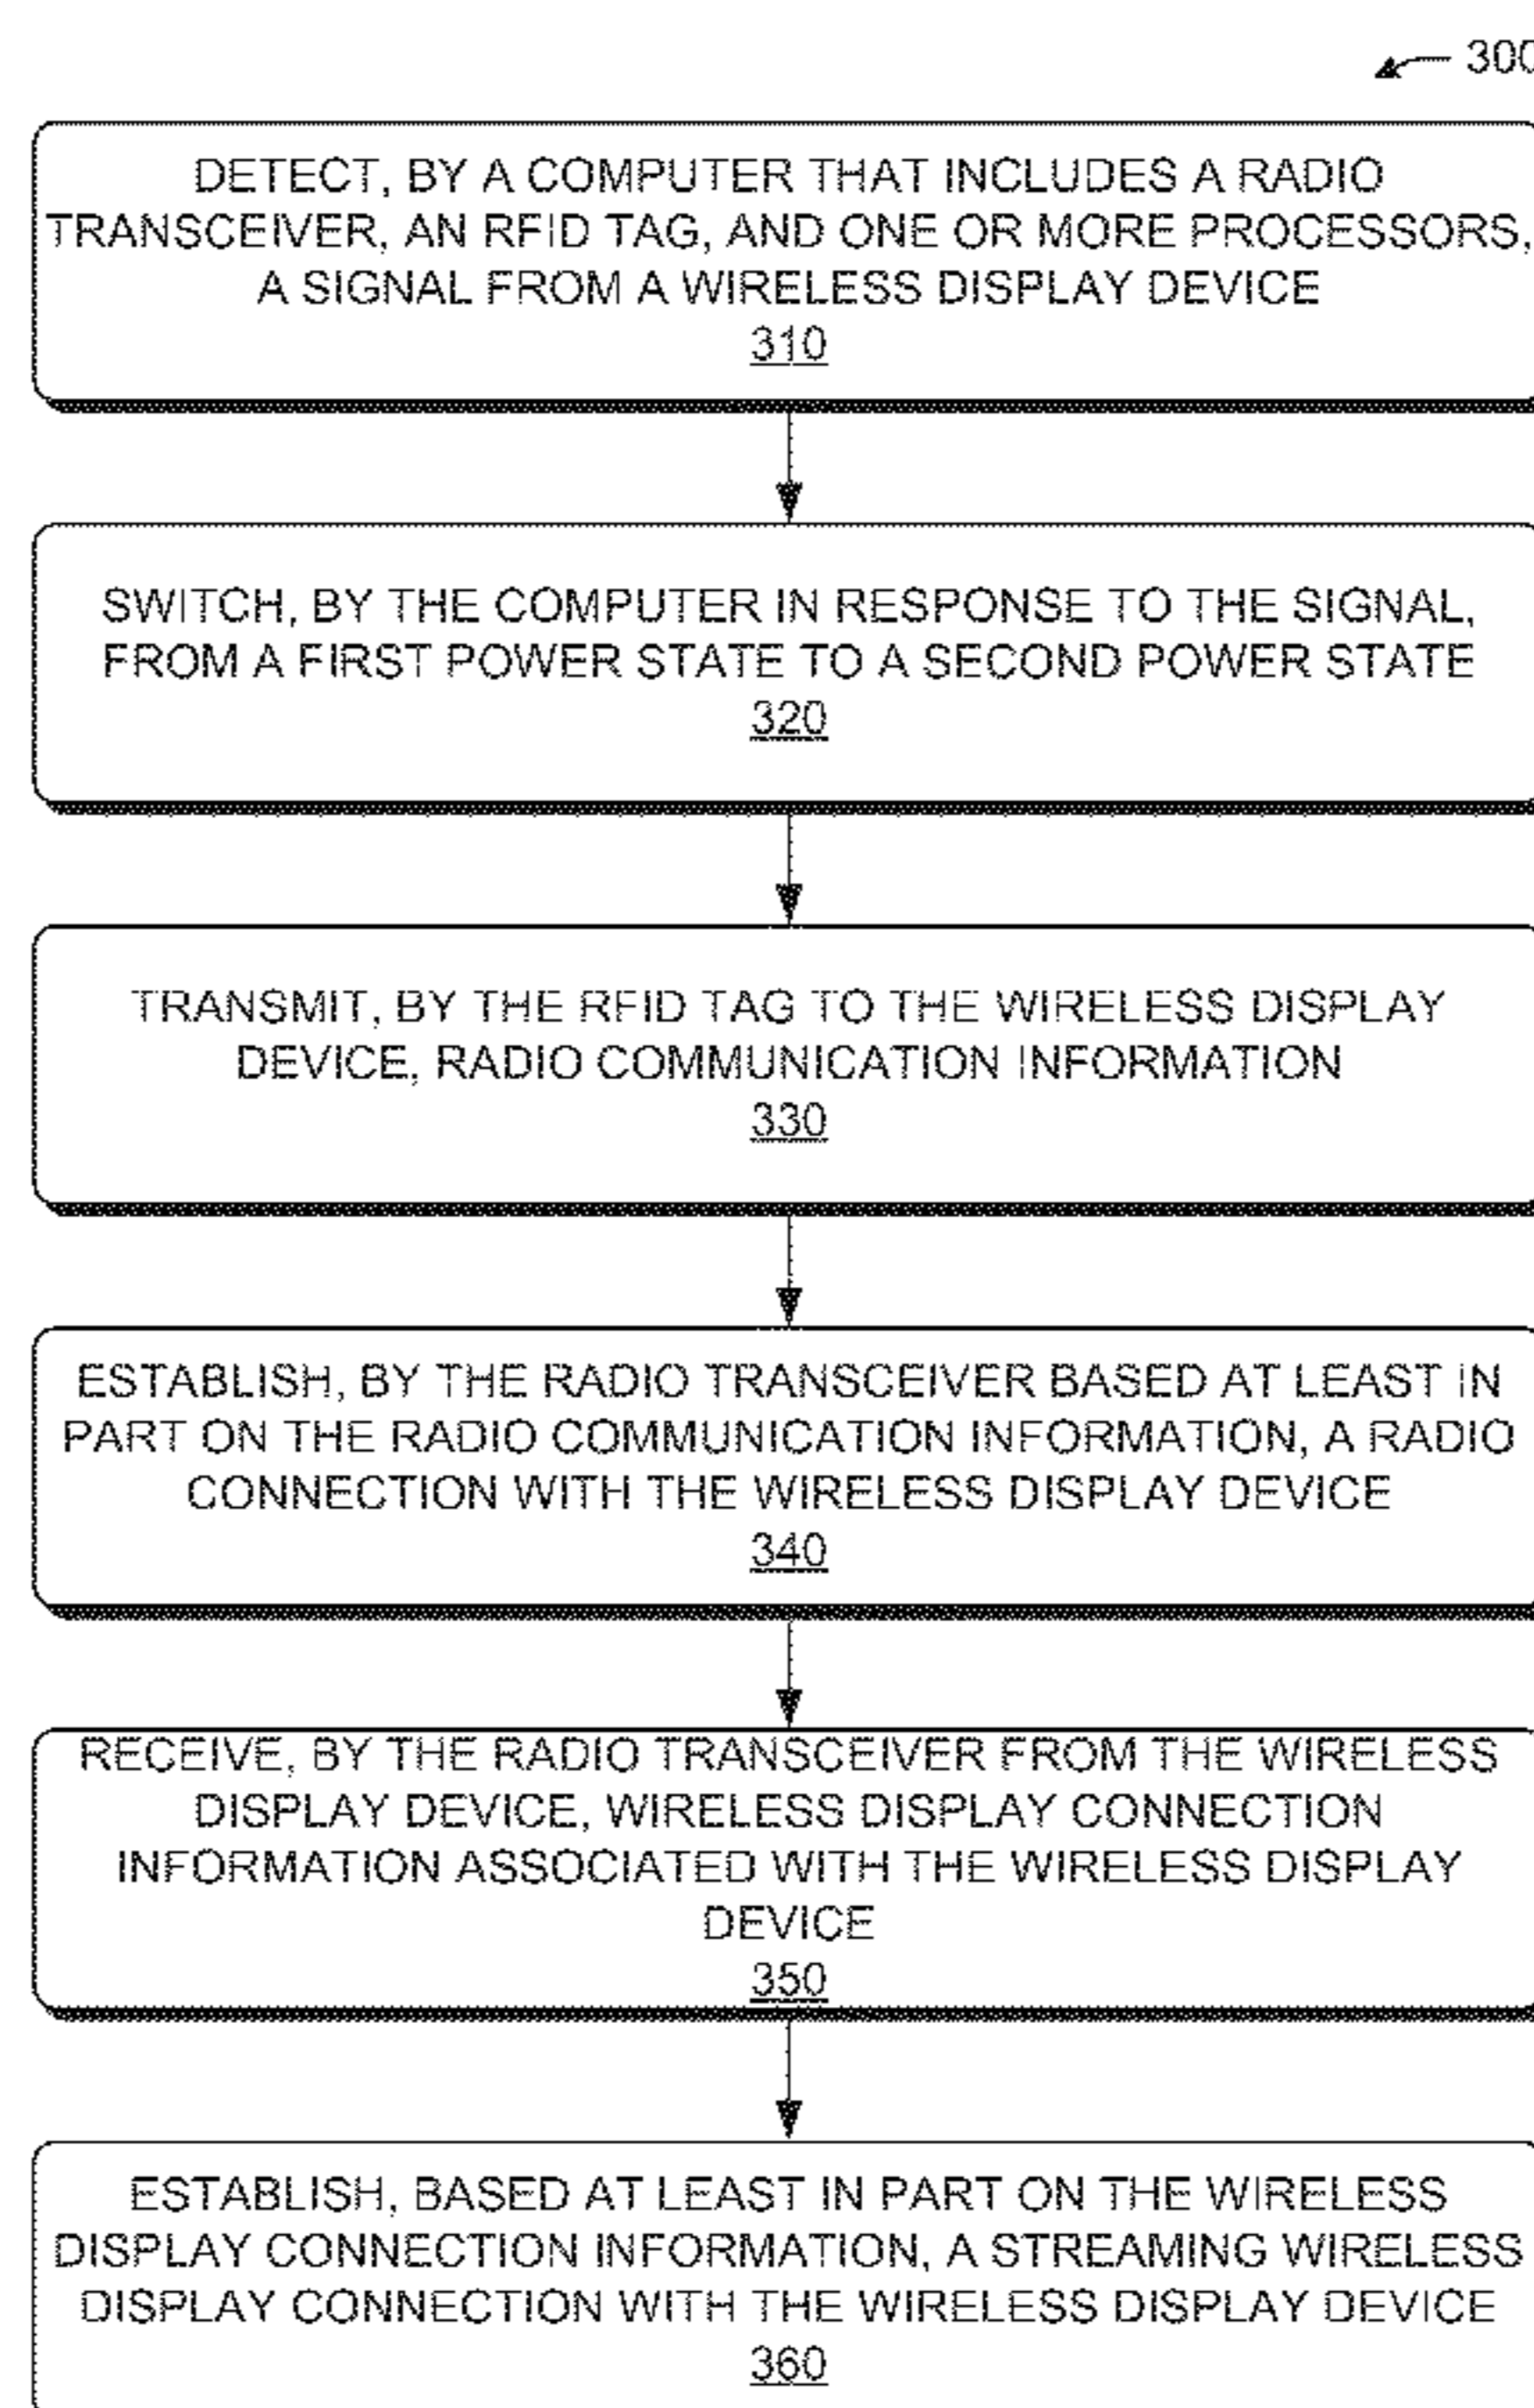 300
DETECT, BY A COMPUTER THAT INCLUDES A RADIO
TRANSCEIVER, AN RFID TAG, AND ONE OR MORE PROCESSORS,
A SIGNAL FROM A WIRELESS DISPLAY DEVICE
310
SWITCH, BY THE COMPUTER IN RESPONSE TO THE SIGNAL,
FROM A FIRST POWER STATE TO A SECOND POWER STATE
320
TRANSMIT, BY THE RFID TAG TO THE WIRELESS DISPLAY
DEVICE, RADIO COMMUNICATION INFORMATION
330
ESTABLISH, BY THE RADIO TRANSCEIVER BASED AT LEAST IN
PART ON THE RADIO COMMUNICATION INFORMATION, A RADIO
CONNECTION WITH THE WIRELESS DISPLAY DEVICE
340
RECEIVE, BY THE RADIO TRANSCEIVER FROM THE WIRELESS
DISPLAY DEVICE, WIRELESS DISPLAY CONNECTION
INFORMATION ASSOCIATED WITH THE WIRELESS DISPLAY
DEVICE
350
ESTABLISH, BASED AT LEAST IN PART ON THE WIRELESS
DISPLAY CONNECTION INFORMATION, A STREAMING WIRELESS
DISPLAY CONNECTION WITH THE WIRELESS DISPLAY DEVICE
360